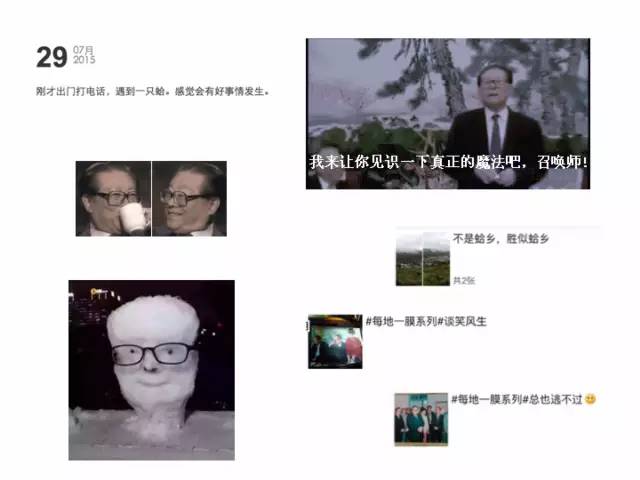 29
07月
2015
刚才出门打电话，遇到一只蛤。感觉会有好事情发生。
我来让你见识一下真正的魔法吧，召唤师！
不是蛤乡，胜似蛤乡
共2张
#每地一膜系列#谈笑风生
#每地一膜系列#总也逃不过